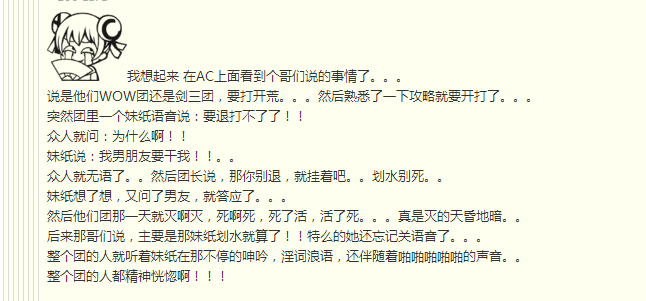 我想起来 在AC上面看到个哥们说的事情了。。。
说是他们WOW团还是剑三团，要打开荒。。。然后熟悉了一下攻略就要开打了。。。
突然团里一个妹纸语音说：要退打不了了！！
众人就问：为什么啊！！
妹纸说：我男朋友要干我！！。。
众人就无语了。。然后团长说，那你别退，就挂着吧。。划水别死。。
妹纸想了想，又问了男友，就答应了。。。
然后他们团那一天就灭啊灭，死啊死，死了活，活了死。。。真是灭的天昏地暗。。
后来那哥们说，主要是那妹纸划水就算了！！特么的她还忘记关语音了。。。
整个团的人就听着妹纸在那不停的呻吟，淫词浪语，还伴随着啪啪啪啪啪的声音。。
整个团的人都精神恍惚啊！！！